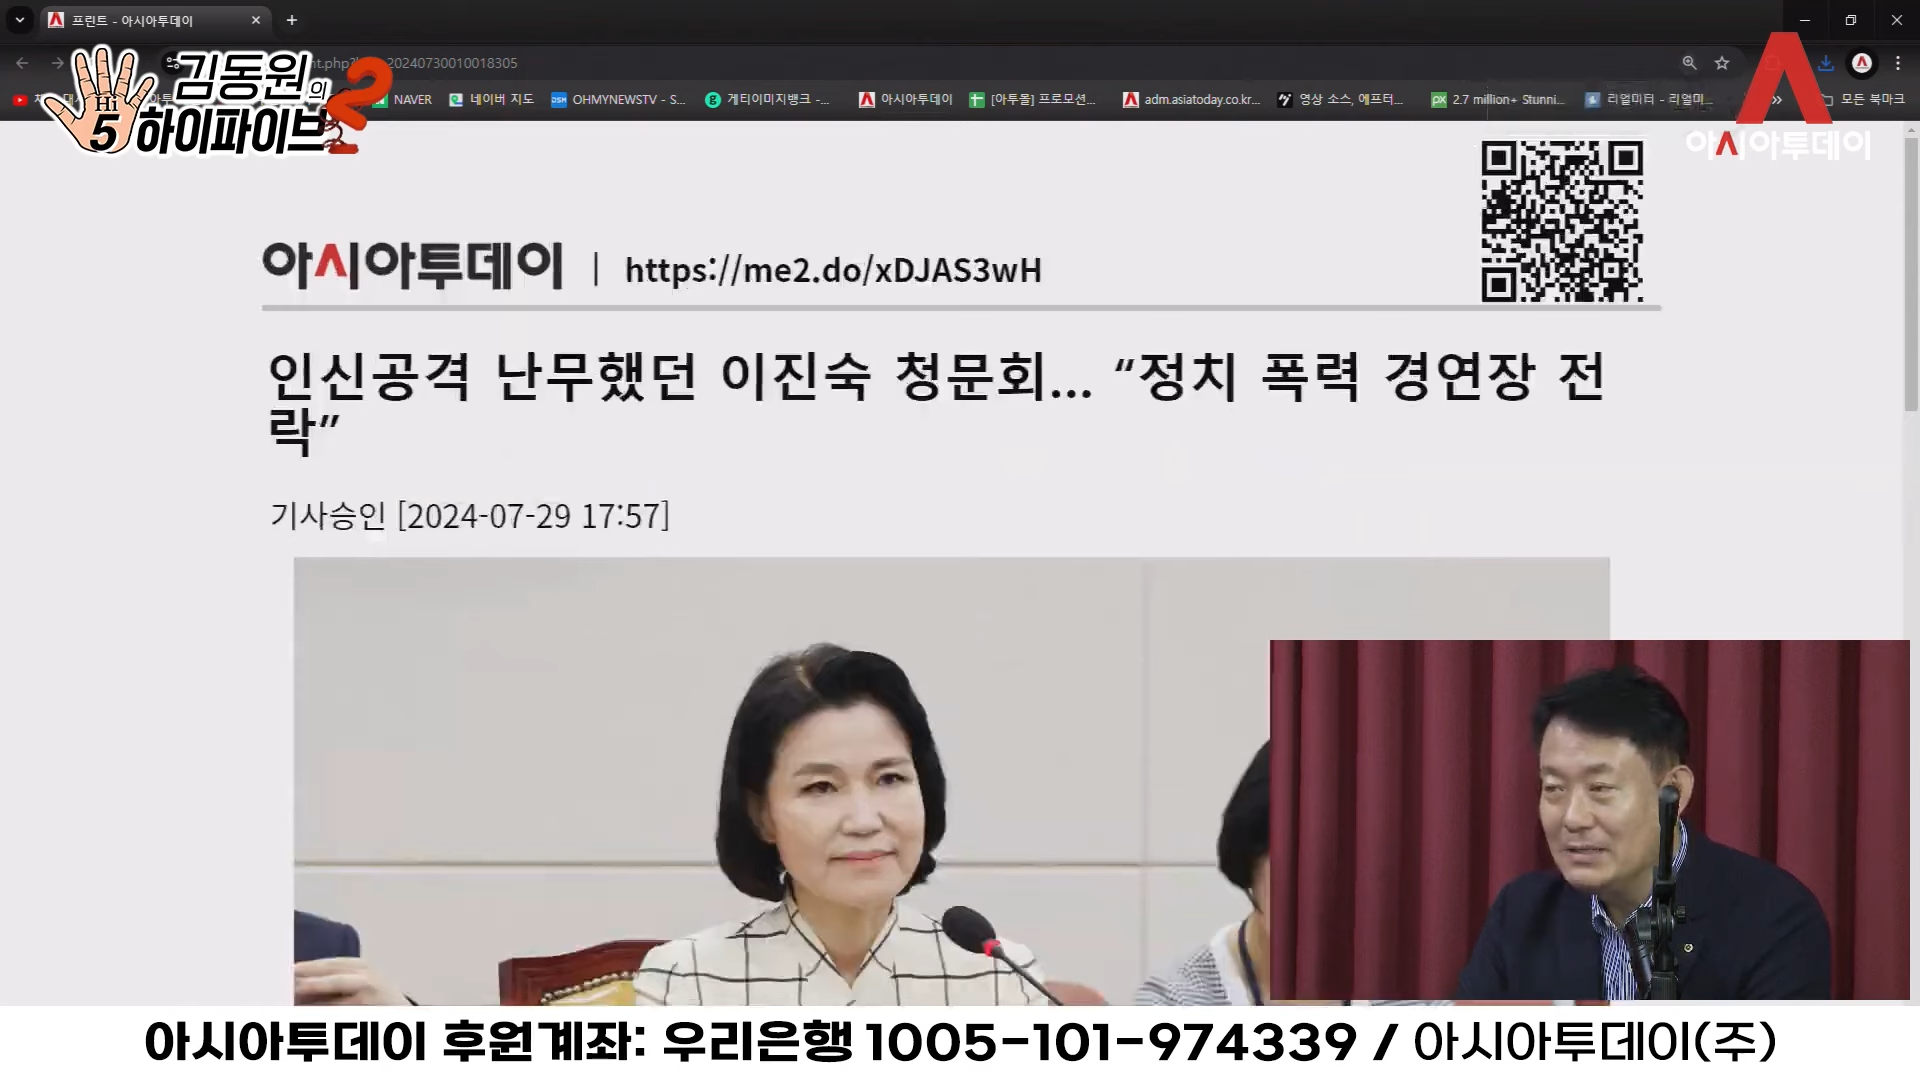 프린트 - 아시아투데이
20240730010018305
NAVER
네이버 지도
OHMYNEWSTV - S...
게티이미지뱅크 -...
아시아투데이
[아투몰] 프로모션...
adm.asiatoday.co.kr...
영상 소스, 에프터...
2.7 million+ Stunni...
리얼미터 - 리얼미...
모든 북마크
Hi
5
김동원의
하이파이브2
아시아투데이
아시아투데이 | https://me2.do/xDJAS3wH
인신공격 난무했던 이진숙 청문회... “정치 폭력 경연장 전
락”
기사승인 [2024-07-29 17:57]
아시아투데이 후원계좌: 우리은행 1005-101-974339 / 아시아투데이(주)